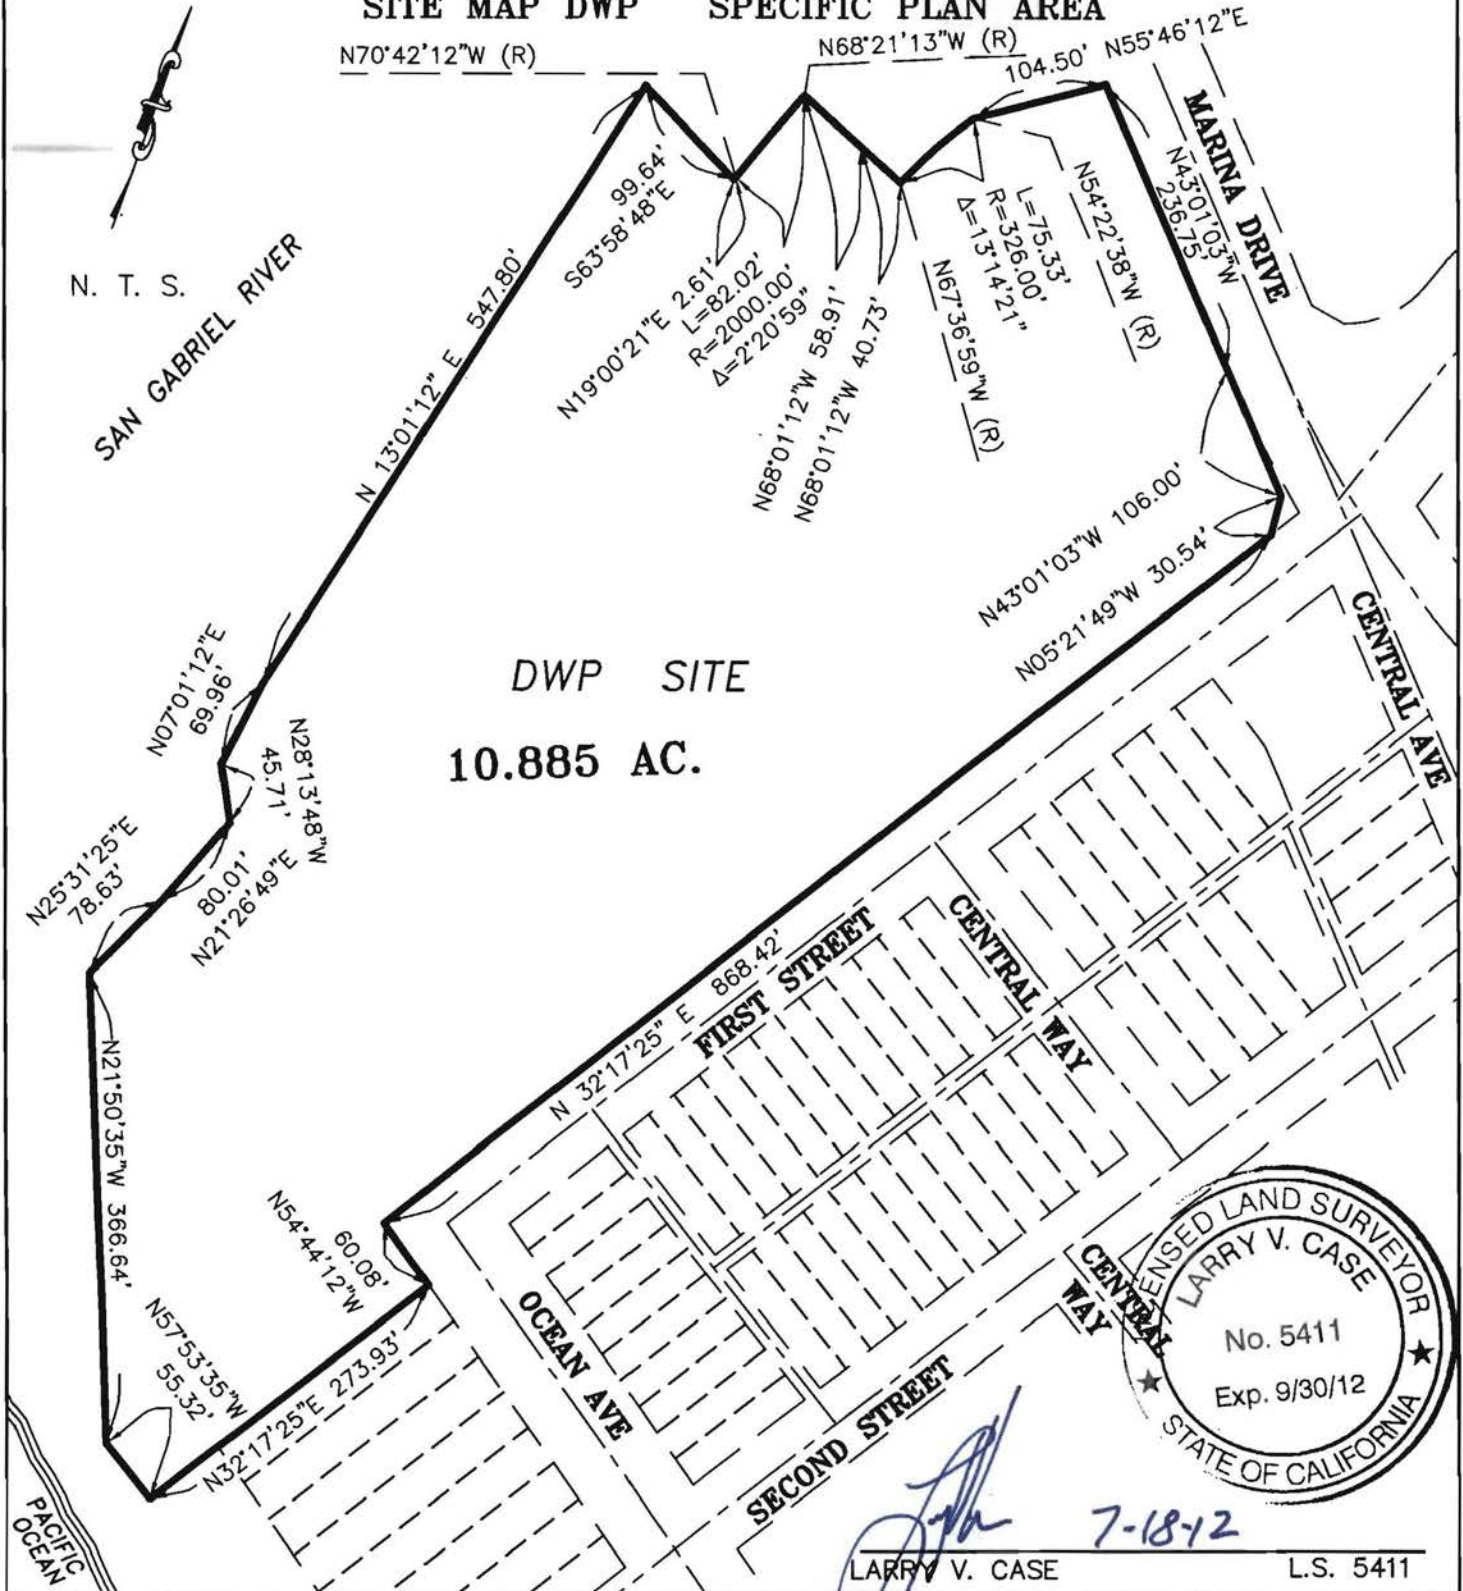 SITE MAP DWP SPECIFIC PLAN AREA
N70°42'12"W (R)
N68°21'13"W (R)
104.50' N55°46'12"E
MARINA DRIVE
N43°01'03"W
236.75'
N. T. S.
SAN GABRIEL RIVER
N 13°01'12" E 547.80'
99.64'
S63°58'48"E
N19°00'21"E 2.61'
L=82.02'
R=2000.00'
Δ=2°20'59"
N68°01'12"W 58.91'
N68°01'12"W 40.73'
N67°36'59"W (R)
L=75.33'
R=326.00'
Δ=13°14'21"
N54°22'38"W (R)
N43°01'03"W 106.00'
N05°21'49"W 30.54'
CENTRAL AVE
DWP SITE
10.885 AC.
N07°01'12"E
69.96'
N28°13'48"W
45.71'
N25°31'25"E
78.63'
80.01'
N21°26'49"E
N 32°17'25" E 868.42'
FIRST STREET
CENTRAL WAY
N21°50'35"W 366.64'
60.08'
N54°44'12"W
N57°53'35"W
55.32'
N32°17'25"E 273.93'
OCEAN AVE
SECOND STREET
CENTRAL
WAY
PACIFIC
OCEAN
ENSED LAND SURVEYOR
LARRY V. CASE
No. 5411
Exp. 9/30/12
STATE OF CALIFORNIA
7-18-12
LARRY V. CASE L.S. 5411